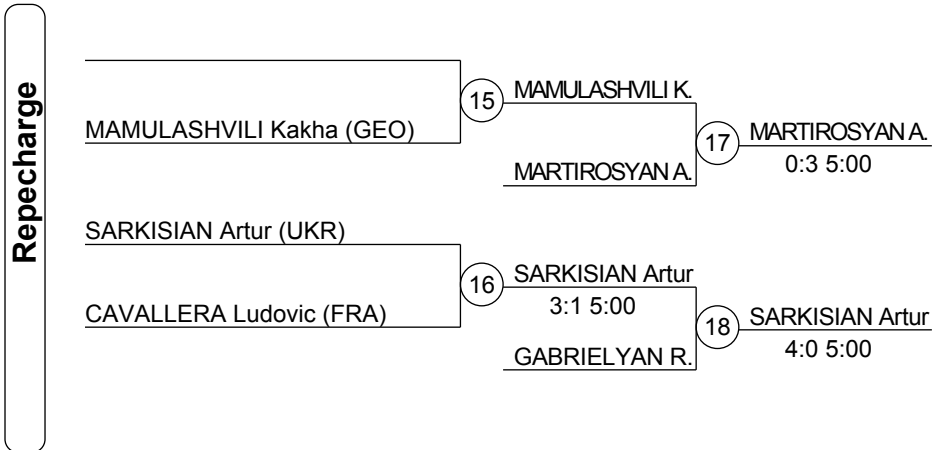 Repecharge
15
MAMULASHVILI K.
MAMULASHVILI Kakha (GEO)
17
MARTIROSYAN A.
0:3 5:00
MARTIROSYAN A.
SARKISIAN Artur (UKR)
16
SARKISIAN Artur
3:1 5:00
CAVALLERA Ludovic (FRA)
18
SARKISIAN Artur
4:0 5:00
GABRIELYAN R.